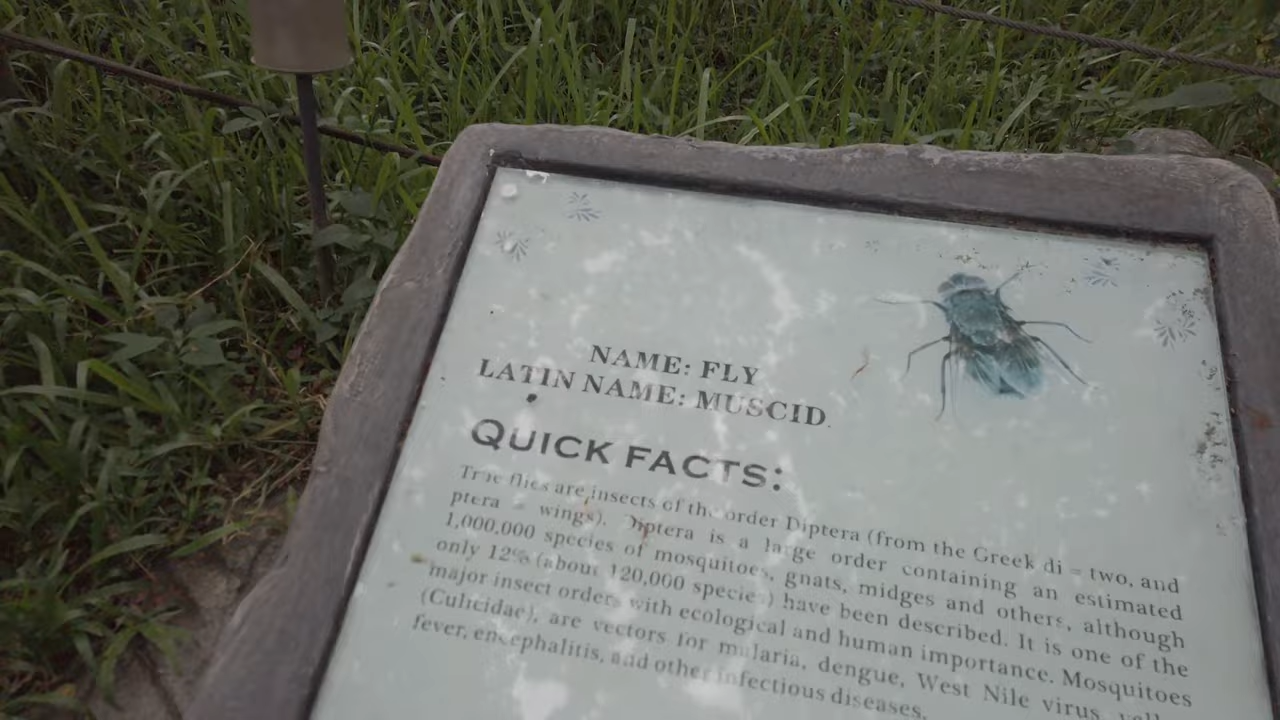 NAME: FLY
LATIN NAME: MUSCID.
QUICK FACTS:
True flies are insects of the order Diptera (from the Greek di = two, and
ptera = wings). Diptera is a large order containing an estimated
1,000,000 species of mosquitoes, gnats, midges and others, although
only 12% (about 120,000 species) have been described. It is one of the
major insect orders with ecological and human importance. Mosquitoes
(Culicidae), are vectors for malaria, dengue, West Nile virus,
fever, encephalitis, and other infectious diseases.